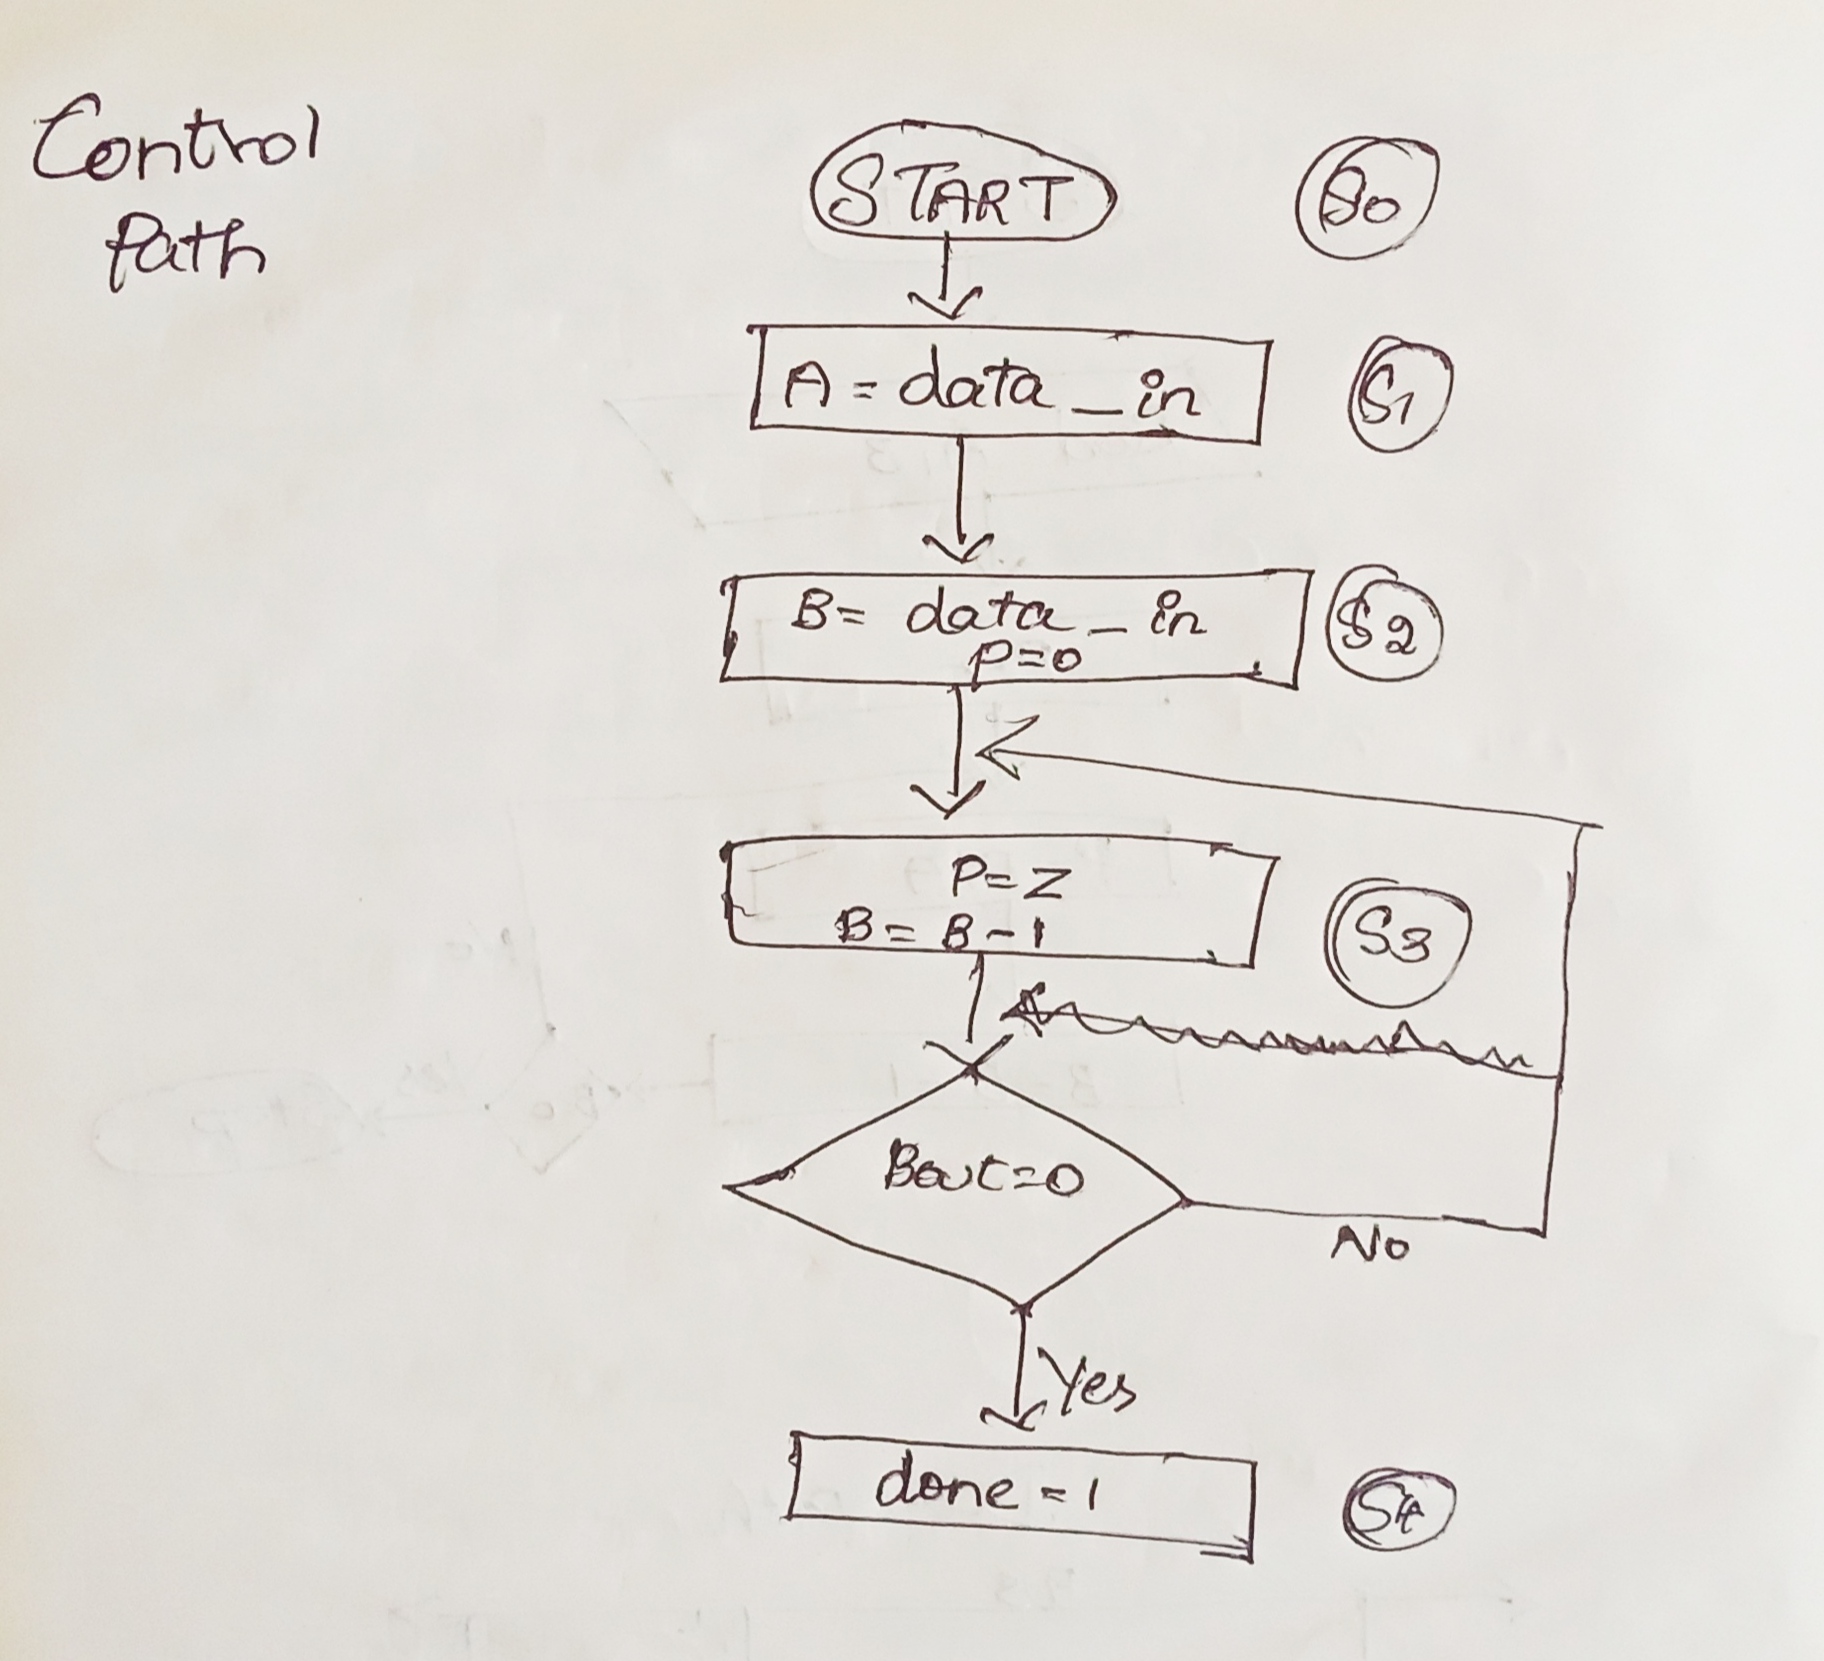 Control
Path
START
S0
A = data_in
S1
B= data_in
P=0
S2
P=Z
B= B-1
S3
Bout=0
No
Yes
done = 1
S4